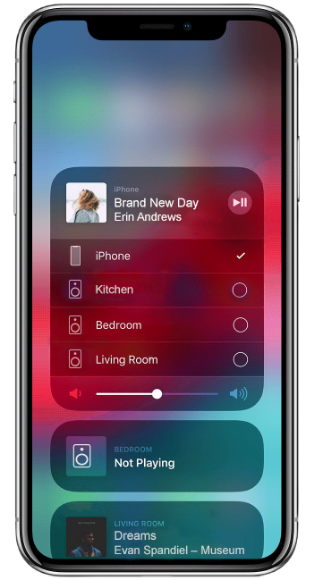 iPhone
Brand New Day
Erin Andrews
iPhone
Kitchen
Bedroom
Living Room
BEDROOM
Not Playing
LIVING ROOM
Dreams
Evan Spandiel – Museum